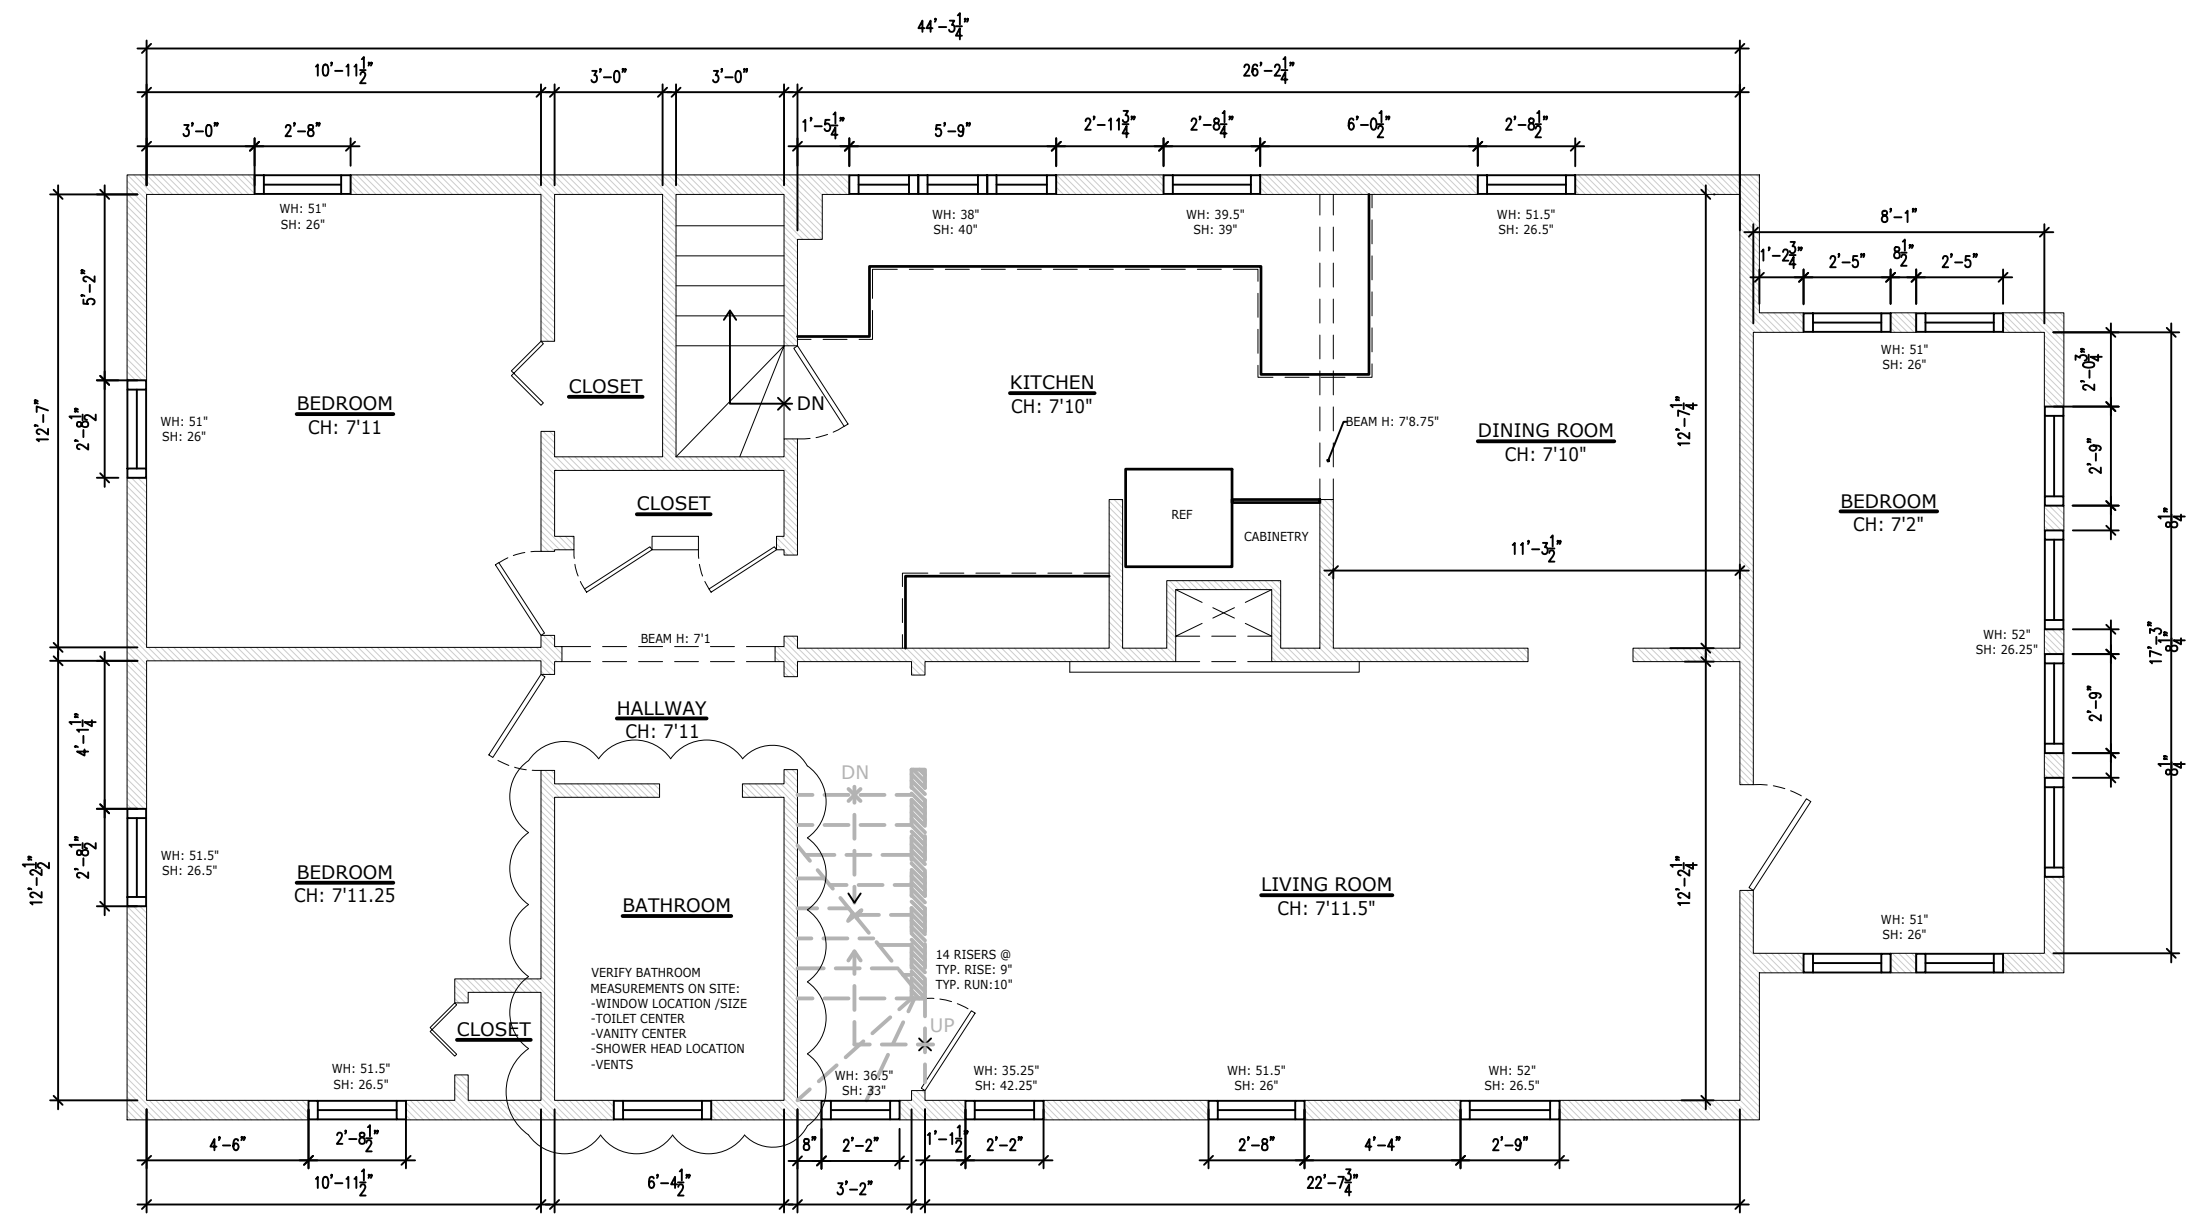 44'-3 1/4"
10'-11 1/2"
3'-0"
3'-0"
26'-2 1/4"
3'-0"
2'-8"
1'-5 1/4"
5'-9"
2'-11 3/4"
2'-8 1/4"
6'-0 1/2"
2'-8 1/2"
8'-1"
1'-2 3/4"
2'-5"
8 1/2"
2'-5"
WH: 51"
SH: 26"
WH: 38"
SH: 40"
WH: 39.5"
SH: 39"
WH: 51.5"
SH: 26.5"
WH: 51"
SH: 26"
5'-2"
12'-7"
2'-8 1/2"
WH: 51"
SH: 26"
BEDROOM
CH: 7'11
CLOSET
DN
KITCHEN
CH: 7'10"
BEAM H: 7'8.75"
DINING ROOM
CH: 7'10"
12'-7 1/4"
2'-0 3/4"
2'-9"
8 1/4"
BEDROOM
CH: 7'2"
CLOSET
REF
CABINETRY
11'-3 1/2"
BEAM H: 7'1
WH: 52"
SH: 26.25"
8 1/4"
17'-3"
2'-9"
8 1/4"
HALLWAY
CH: 7'11
4'-1 1/4"
12'-2 1/2"
2'-8 1/2"
WH: 51.5"
SH: 26.5"
BEDROOM
CH: 7'11.25
BATHROOM
DN
LIVING ROOM
CH: 7'11.5"
12'-2 1/4"
WH: 51"
SH: 26"
14 RISERS @
TYP. RISE: 9"
TYP. RUN:10"
VERIFY BATHROOM
MEASUREMENTS ON SITE:
-WINDOW LOCATION /SIZE
-TOILET CENTER
-VANITY CENTER
-SHOWER HEAD LOCATION
-VENTS
CLOSET
UP
WH: 51.5"
SH: 26.5"
WH: 36.5"
SH: 33"
WH: 35.25"
SH: 42.25"
WH: 51.5"
SH: 26"
WH: 52"
SH: 26.5"
4'-6"
2'-8 1/2"
8"
2'-2"
1'-1 1/2"
2'-2"
2'-8"
4'-4"
2'-9"
10'-11 1/2"
6'-4 1/2"
3'-2"
22'-7 3/4"